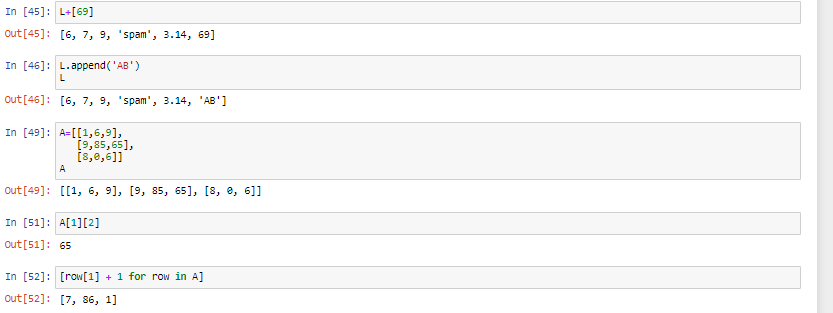 In [45]: L+[69]
Out[45]: [6, 7, 9, 'spam', 3.14, 69]
In [46]: L.append('AB')
L
Out[46]: [6, 7, 9, 'spam', 3.14, 'AB']
In [49]: A=[[1,6,9],
[9,85,65],
[8,0,6]]
A
Out[49]: [[1, 6, 9], [9, 85, 65], [8, 0, 6]]
In [51]: A[1][2]
Out[51]: 65
In [52]: [row[1] + 1 for row in A]
Out[52]: [7, 86, 1]